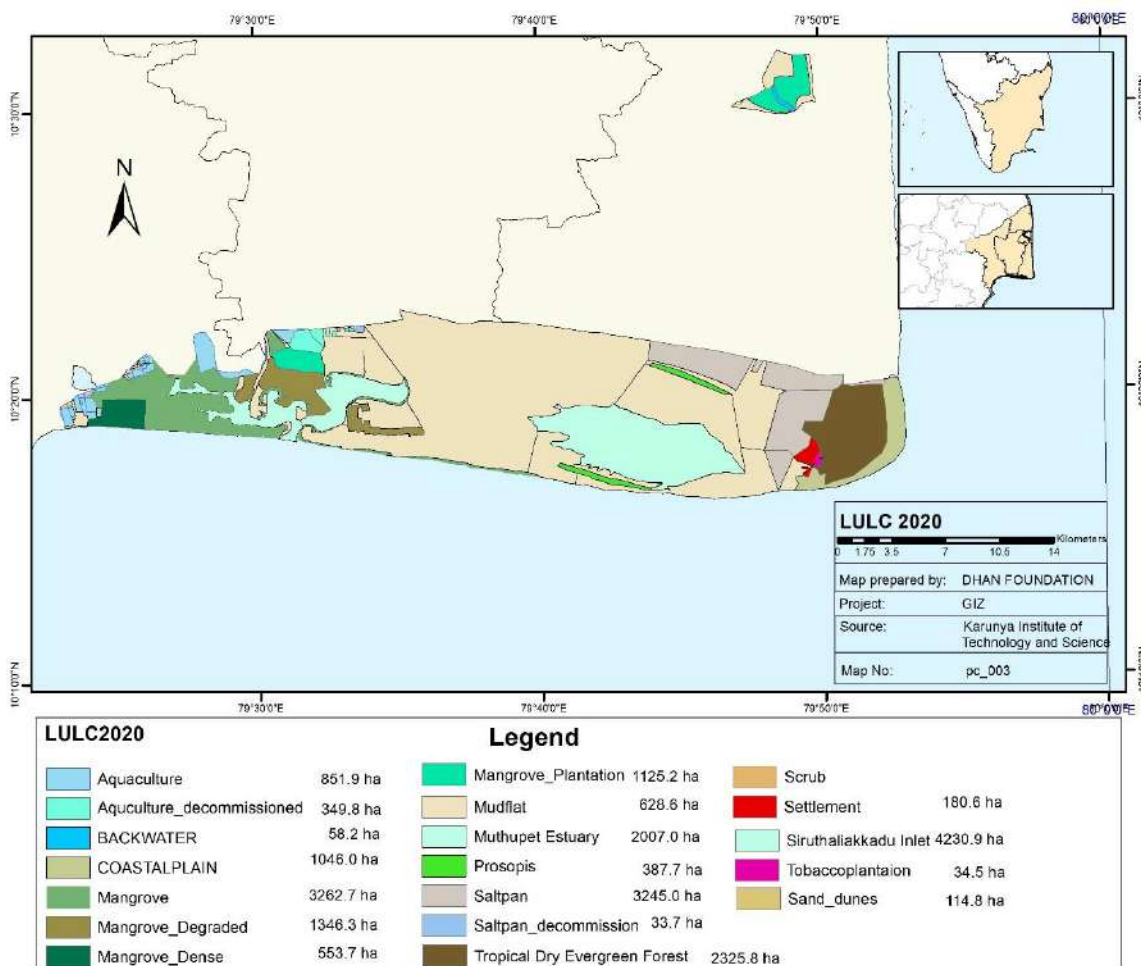 79°30'0"E 79°40'0"E 79°50'0"E 80°0'0"E
10°30'0"N
N
10°20'0"N
10°10'0"N
LULC 2020
Kilometers
0 1.75 3.5 7 10.5 14
Map prepared by: DHAN FOUNDATION
Project: GIZ
Source: Karunya Institute of
Technology and Science
Map No: pc_003
79°30'0"E 79°40'0"E 79°50'0"E 80°0'0"E
LULC2020
Legend
Aquaculture 851.9 ha
Aquculture_decommissioned 349.8 ha
BACKWATER 58.2 ha
COASTALPLAIN 1046.0 ha
Mangrove 3262.7 ha
Mangrove_Degraded 1346.3 ha
Mangrove_Dense 553.7 ha
Mangrove_Plantation 1125.2 ha
Mudflat 628.6 ha
Muthupet Estuary 2007.0 ha
Prosopis 387.7 ha
Saltpan 3245.0 ha
Saltpan_decommission 33.7 ha
Tropical Dry Evergreen Forest 2325.8 ha
Scrub
Settlement 180.6 ha
Siruthaliakkadu Inlet 4230.9 ha
Tobaccoplantaion 34.5 ha
Sand_dunes 114.8 ha